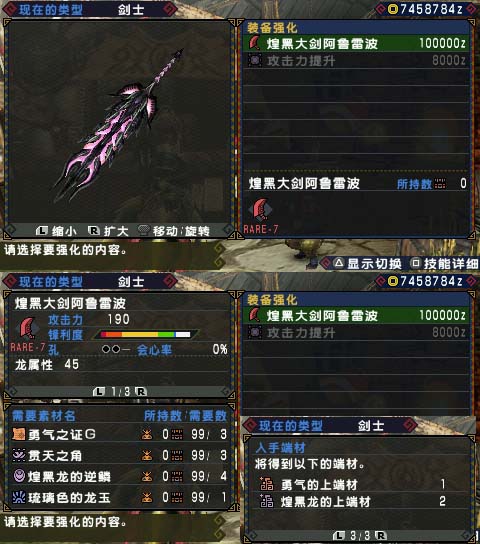 现在的类型 剑士
7458784z
装备强化
煌黑大剑阿鲁雷波 100000z
攻击力提升 8000z
煌黑大剑阿鲁雷波 所持数 0
RARE-7
L 缩小 R 扩大 移动/旋转
请选择要强化的内容。
△显示切换 □技能详细
现在的类型 剑士
7458784z
煌黑大剑阿鲁雷波
攻击力 190
锋利度
RARE-7 孔 ●●— 会心率 0%
龙属性 45
L 1/3 R
装备强化
煌黑大剑阿鲁雷波 100000z
攻击力提升 8000z
需要素材名 所持数/需要数
勇气之证G 0 99/ 3
贯天之角 0 99/ 3
煌黑龙的逆鳞 0 99/ 4
琉璃色的龙玉 0 99/ 1
请选择要强化的内容。
现在的类型 剑士
入手端材
将得到以下的端材。
勇气的上端材 1
煌黑龙的上端材 2
L 3/3 R